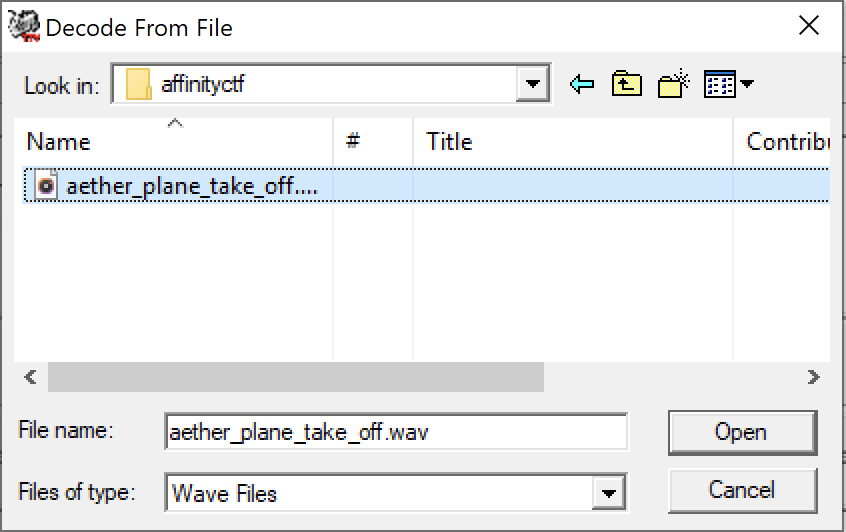 Decode From File
Look in: affinityctf
Name # Title Contribu
aether_plane_take_off....
File name: aether_plane_take_off.wav Open
Files of type: Wave Files Cancel